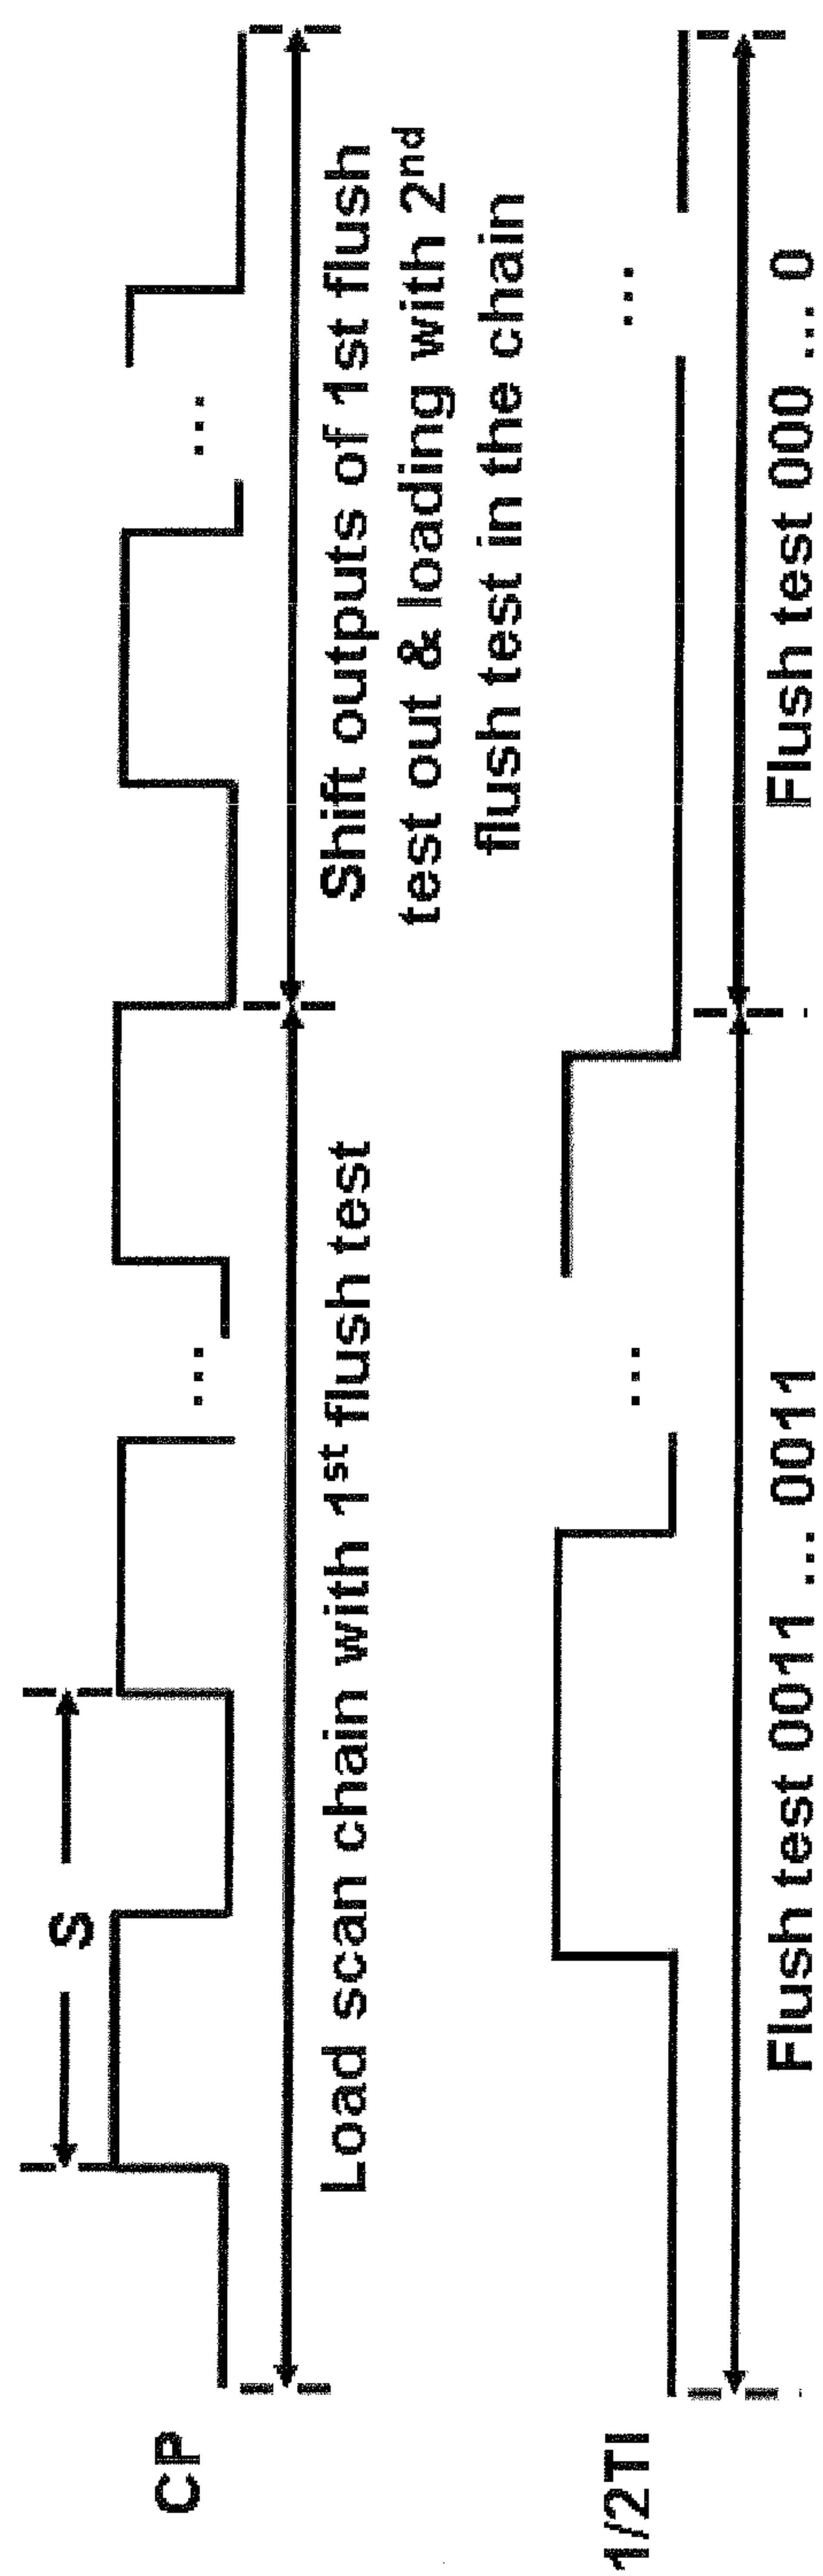 CP
S
...
...
Load scan chain with 1st flush test
Shift outputs of 1st flush
test out & loading with 2nd
flush test in the chain
1/2TI
...
...
Flush test 0011 ... 0011
Flush test 000 ... 0